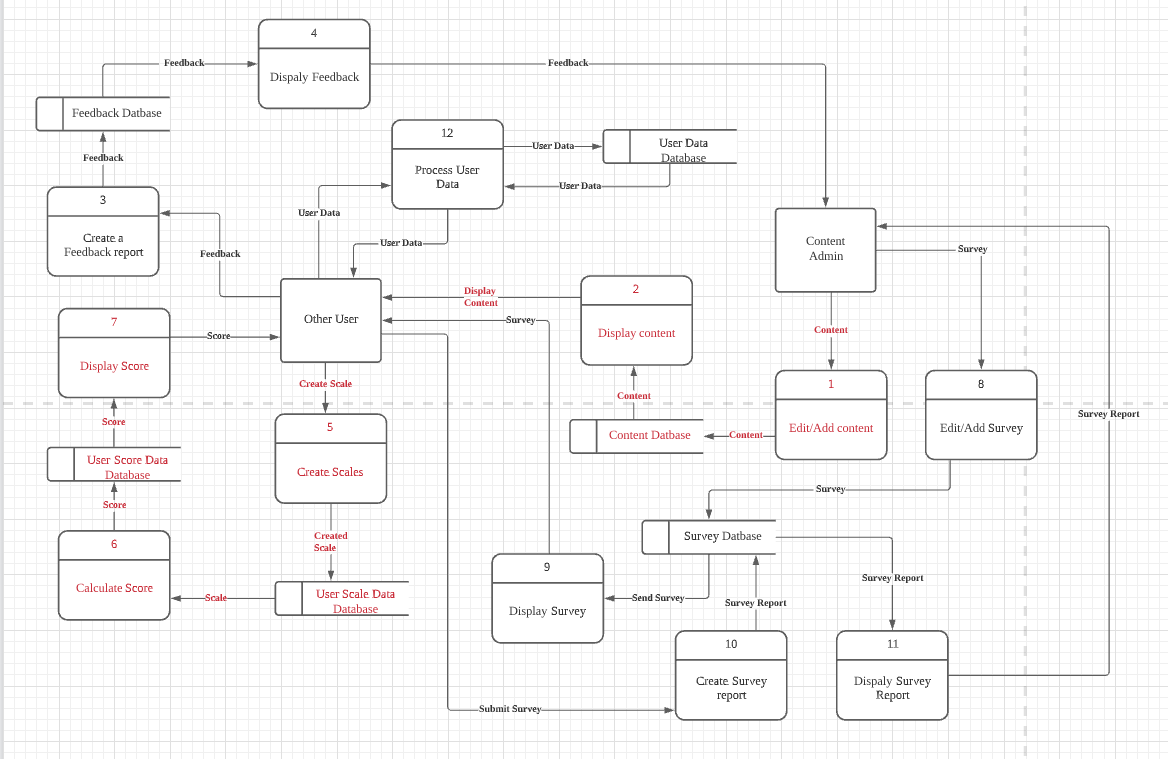 4
Dispaly Feedback
Feedback
Feedback
Feedback Datbase
Feedback
12
Process User
Data
User Data
User Data
Database
User Data
3
Create a
Feedback report
User Data
User Data
Feedback
Content
Admin
Survey
Other User
Display
Content
2
Display content
Survey
7
Display Score
Score
Content
Create Scale
1
Edit/Add content
8
Edit/Add Survey
Content
Survey Report
Score
5
Create Scales
Content Datbase
Content
User Score Data
Database
Score
Survey
6
Calculate Score
Created
Scale
Survey Datbase
9
Display Survey
Survey Report
Scale
User Scale Data
Database
Send Survey
Survey Report
10
Create Survey
report
11
Dispaly Survey
Report
Submit Survey